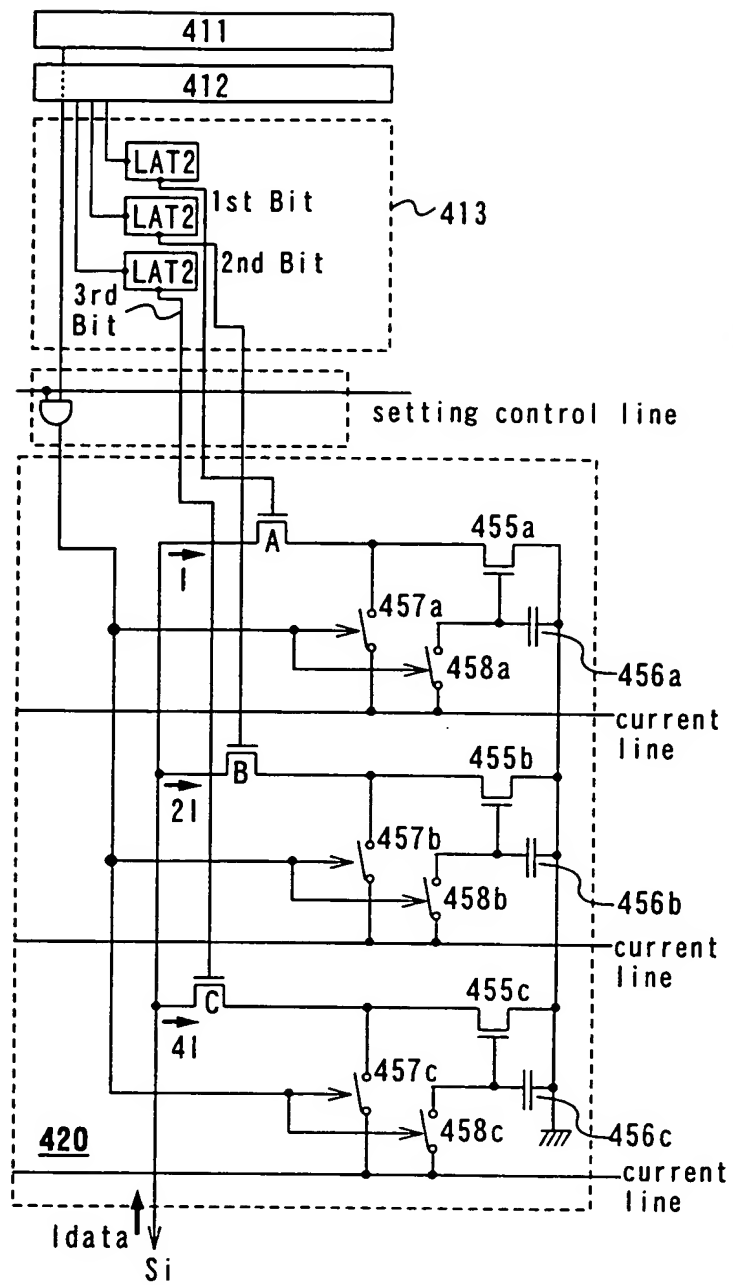 411
412
LAT2
1st Bit
LAT2
413
2nd Bit
LAT2
3rd
Bit
setting control line
A
455a
I
457a
458a
456a
current
line
455b
B
2I
457b
458b
456b
current
line
455c
C
4I
457c
458c
456c
420
current
line
Idata
Si